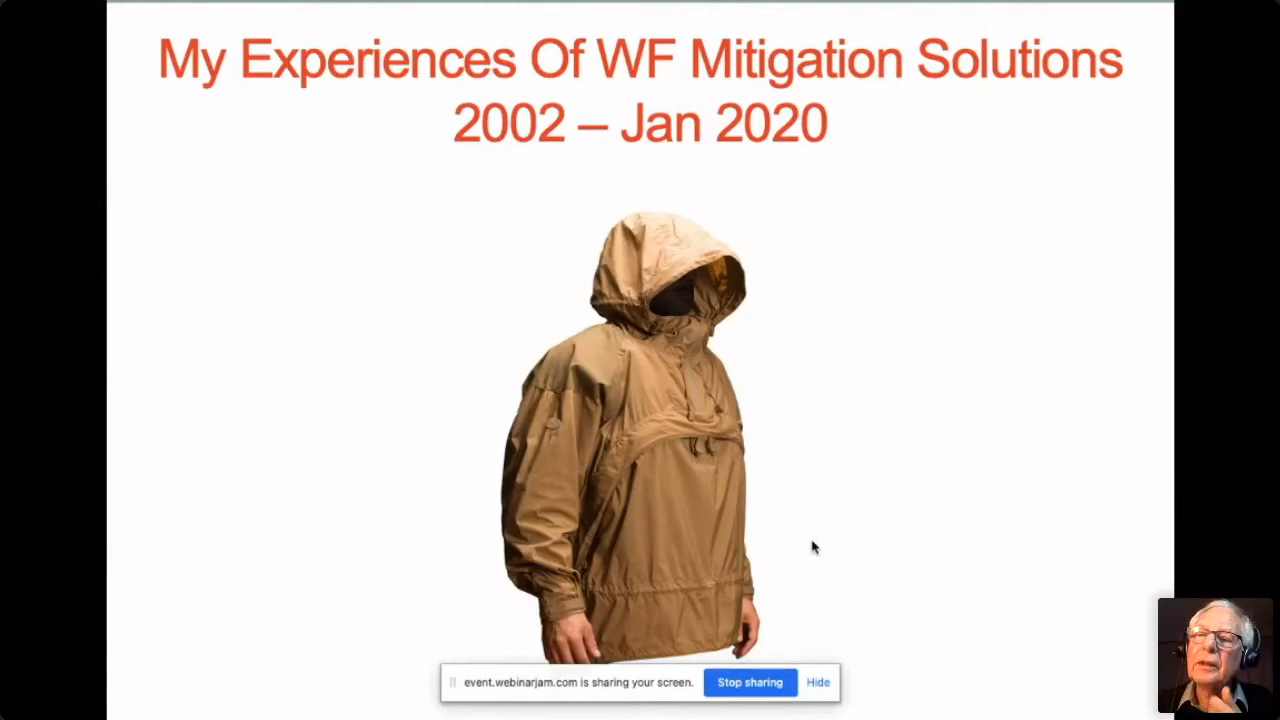 My Experiences Of WF Mitigation Solutions
2002 – Jan 2020
event.webinarjam.com is sharing your screen.
Stop sharing
Hide